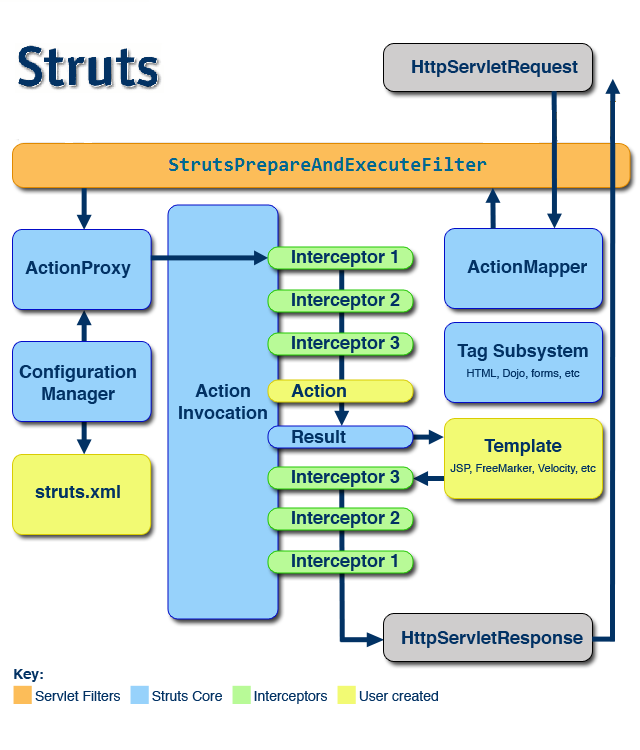 Struts
HttpServletRequest
StrutsPrepareAndExecuteFilter
ActionProxy
Interceptor 1
ActionMapper
Interceptor 2
Interceptor 3
Tag Subsystem
HTML, Dojo, forms, etc
Configuration
Manager
Action
Invocation
Action
Result
Template
JSP, FreeMarker, Velocity, etc
struts.xml
Interceptor 3
Interceptor 2
Interceptor 1
HttpServletResponse
Key:
Servlet Filters
Struts Core
Interceptors
User created